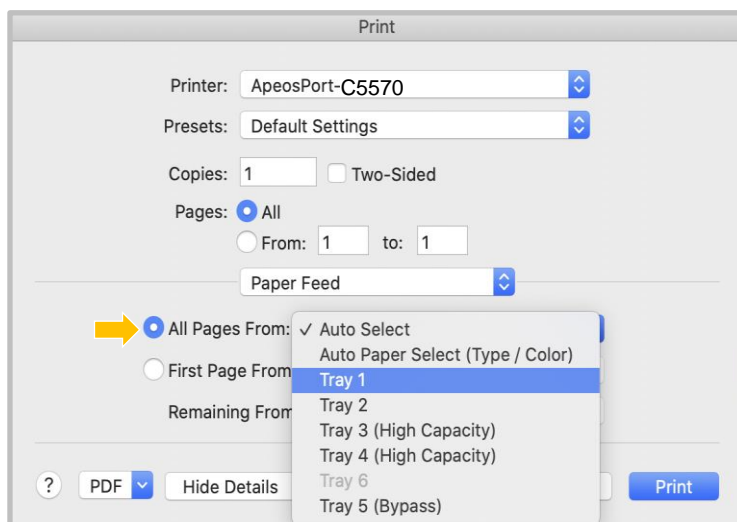 Print
Printer: ApeosPort-C5570
Presets: Default Settings
Copies: 1 Two-Sided
Pages: All
From: 1 to: 1
Paper Feed
All Pages From: ✓ Auto Select
Auto Paper Select (Type / Color)
First Page From
Tray 1
Tray 2
Remaining From
Tray 3 (High Capacity)
Tray 4 (High Capacity)
Tray 6
Tray 5 (Bypass)
? PDF Hide Details Print